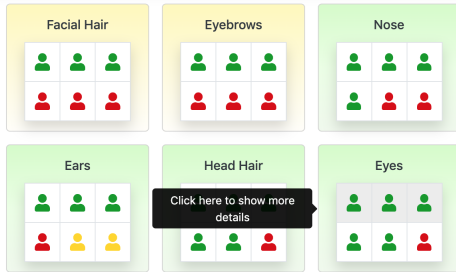 Facial Hair
Eyebrows
Nose
Ears
Head Hair
Eyes
Click here to show more
details